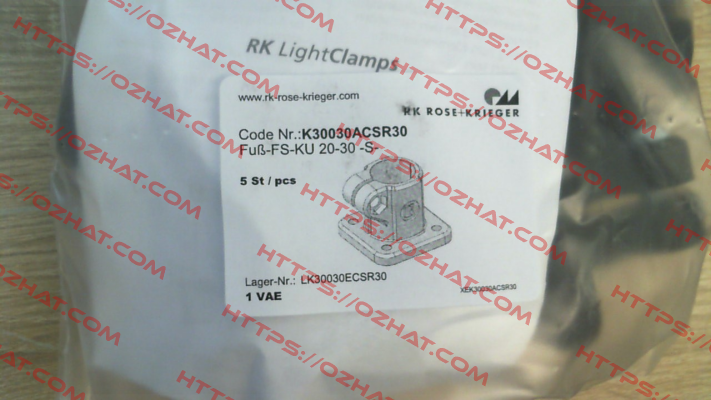 RK LightClamps
www.rk-rose-krieger.com
RK ROSE+KRIEGER
Code Nr.:K30030ACSR30
Fuß-FS-KU 20-30 -S-
5 St / pcs
Lager-Nr.: LK30030ECSR30
1 VAE
XEK30030ACSR30
HTTPS://OZHAT.COM